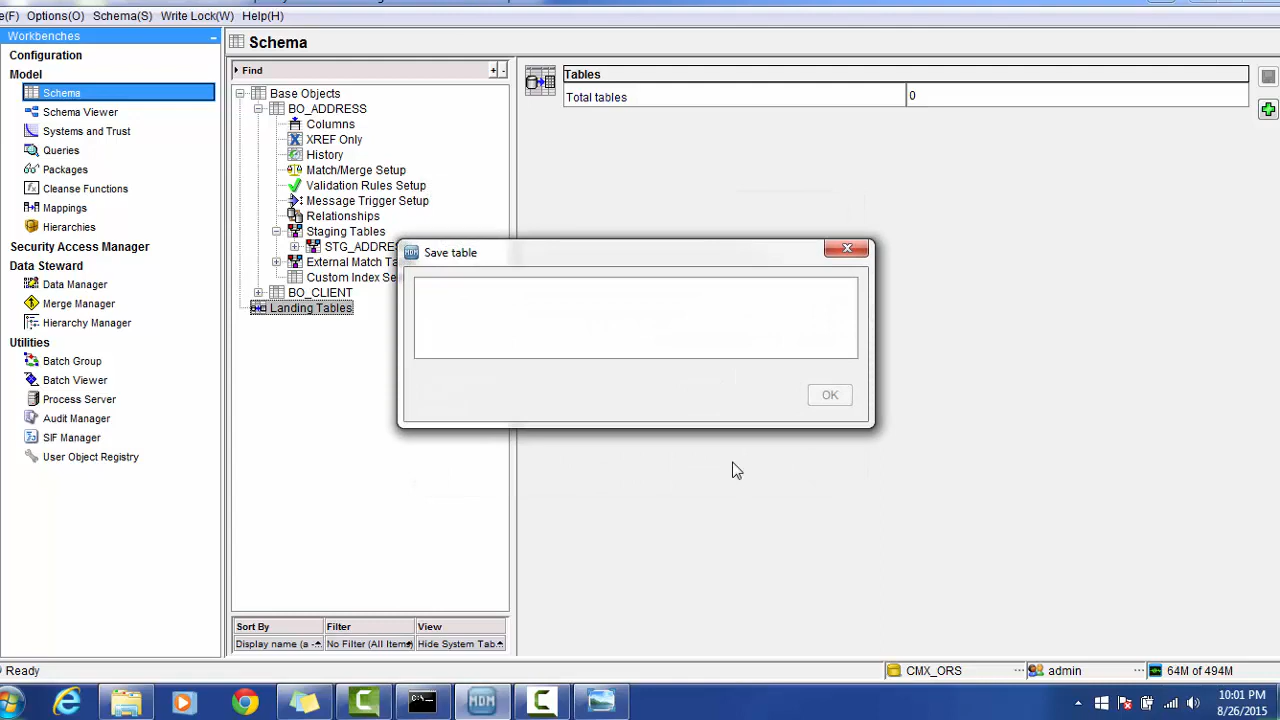 e(F) Options(O) Schema(S) Write Lock(W) Help(H)
Workbenches
Configuration
Model
Schema
Schema Viewer
Systems and Trust
Queries
Packages
Cleanse Functions
Mappings
Hierarchies
Security Access Manager
Data Steward
Data Manager
Merge Manager
Hierarchy Manager
Utilities
Batch Group
Batch Viewer
Process Server
Audit Manager
SIF Manager
User Object Registry
Schema
Find
+ -
Base Objects
BO_ADDRESS
Columns
XREF Only
History
Match/Merge Setup
Validation Rules Setup
Message Trigger Setup
Relationships
Staging Tables
STG_ADDRE
External Match Ta
Custom Index Se
BO_CLIENT
Landing Tables
Sort By Filter View
Display name (a - No Filter (All Items) Hide System Tab
Tables
Total tables 0
MDM Save table
OK
Ready
CMX_ORS admin 64M of 494M
MDM
10:01 PM
8/26/2015